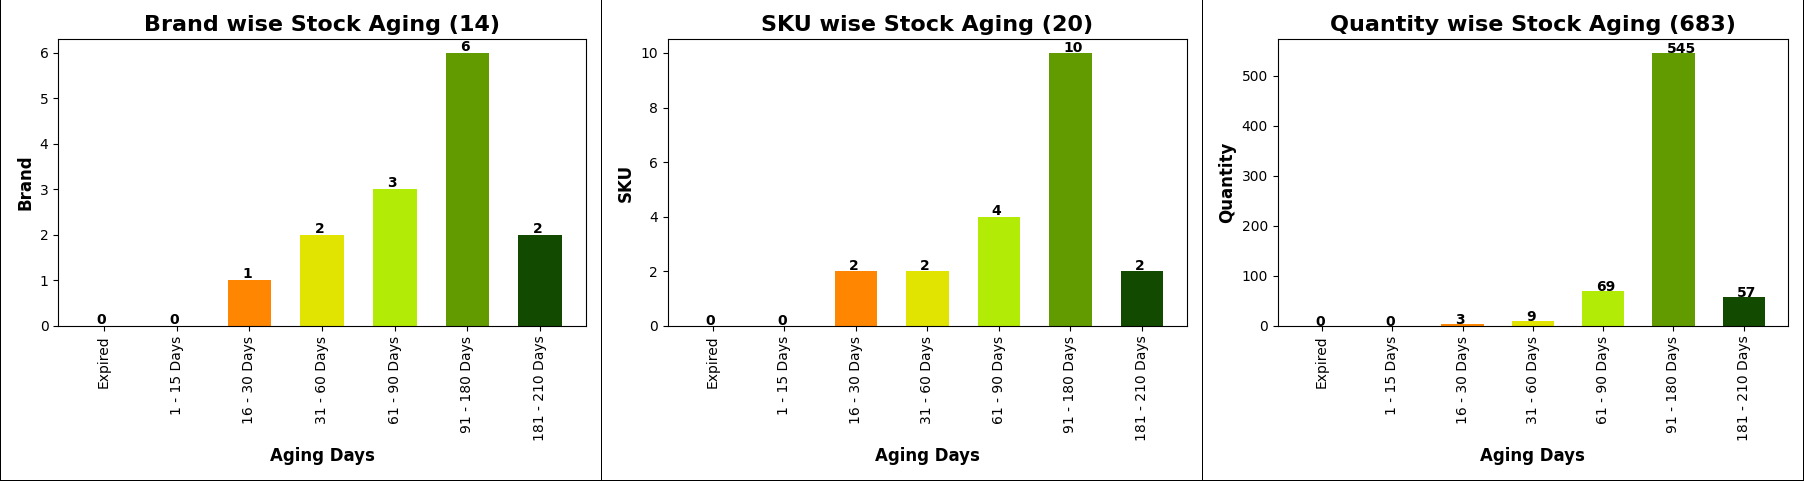 Brand wise Stock Aging (14)
6
5
4
3
2
1
0
Brand
0
0
1
2
3
6
2
Expired
1 - 15 Days
16 - 30 Days
31 - 60 Days
61 - 90 Days
91 - 180 Days
181 - 210 Days
Aging Days
SKU wise Stock Aging (20)
10
8
6
4
2
0
SKU
0
0
2
2
4
10
2
Expired
1 - 15 Days
16 - 30 Days
31 - 60 Days
61 - 90 Days
91 - 180 Days
181 - 210 Days
Aging Days
Quantity wise Stock Aging (683)
500
400
300
200
100
0
Quantity
0
0
3
9
69
545
57
Expired
1 - 15 Days
16 - 30 Days
31 - 60 Days
61 - 90 Days
91 - 180 Days
181 - 210 Days
Aging Days